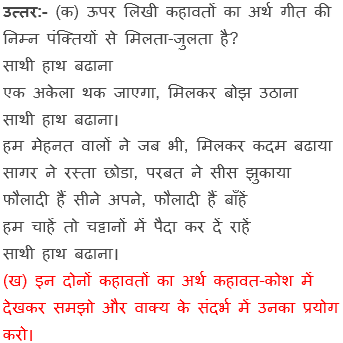 उत्तर:- (क) ऊपर लिखी कहावतों का अर्थ गीत की
निम्न पंक्तियों से मिलता-जुलता है?
साथी हाथ बढाना
एक अकेला थक जाएगा, मिलकर बोझ उठाना
साथी हाथ बढाना।
हम मेहनत वालों ने जब भी, मिलकर कदम बढाया
सागर ने रस्ता छोडा, परबत ने सीस झुकाया
फौलादी हैं सीने अपने, फौलादी हैं बाँहें
हम चाहें तो चट्टानों में पैदा कर दें राहें
साथी हाथ बढाना।
(ख) इन दोनों कहावतों का अर्थ कहावत-कोश में
देखकर समझो और वाक्य के संदर्भ में उनका प्रयोग
करो।